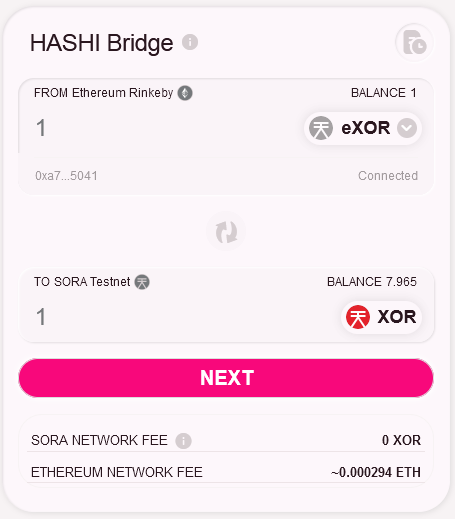 HASHI Bridge
FROM Ethereum Rinkeby BALANCE 1
1 eXOR
0xa7...5041 Connected
TO SORA Testnet BALANCE 7.965
1 XOR
NEXT
SORA NETWORK FEE 0 XOR
ETHEREUM NETWORK FEE ~0.000294 ETH